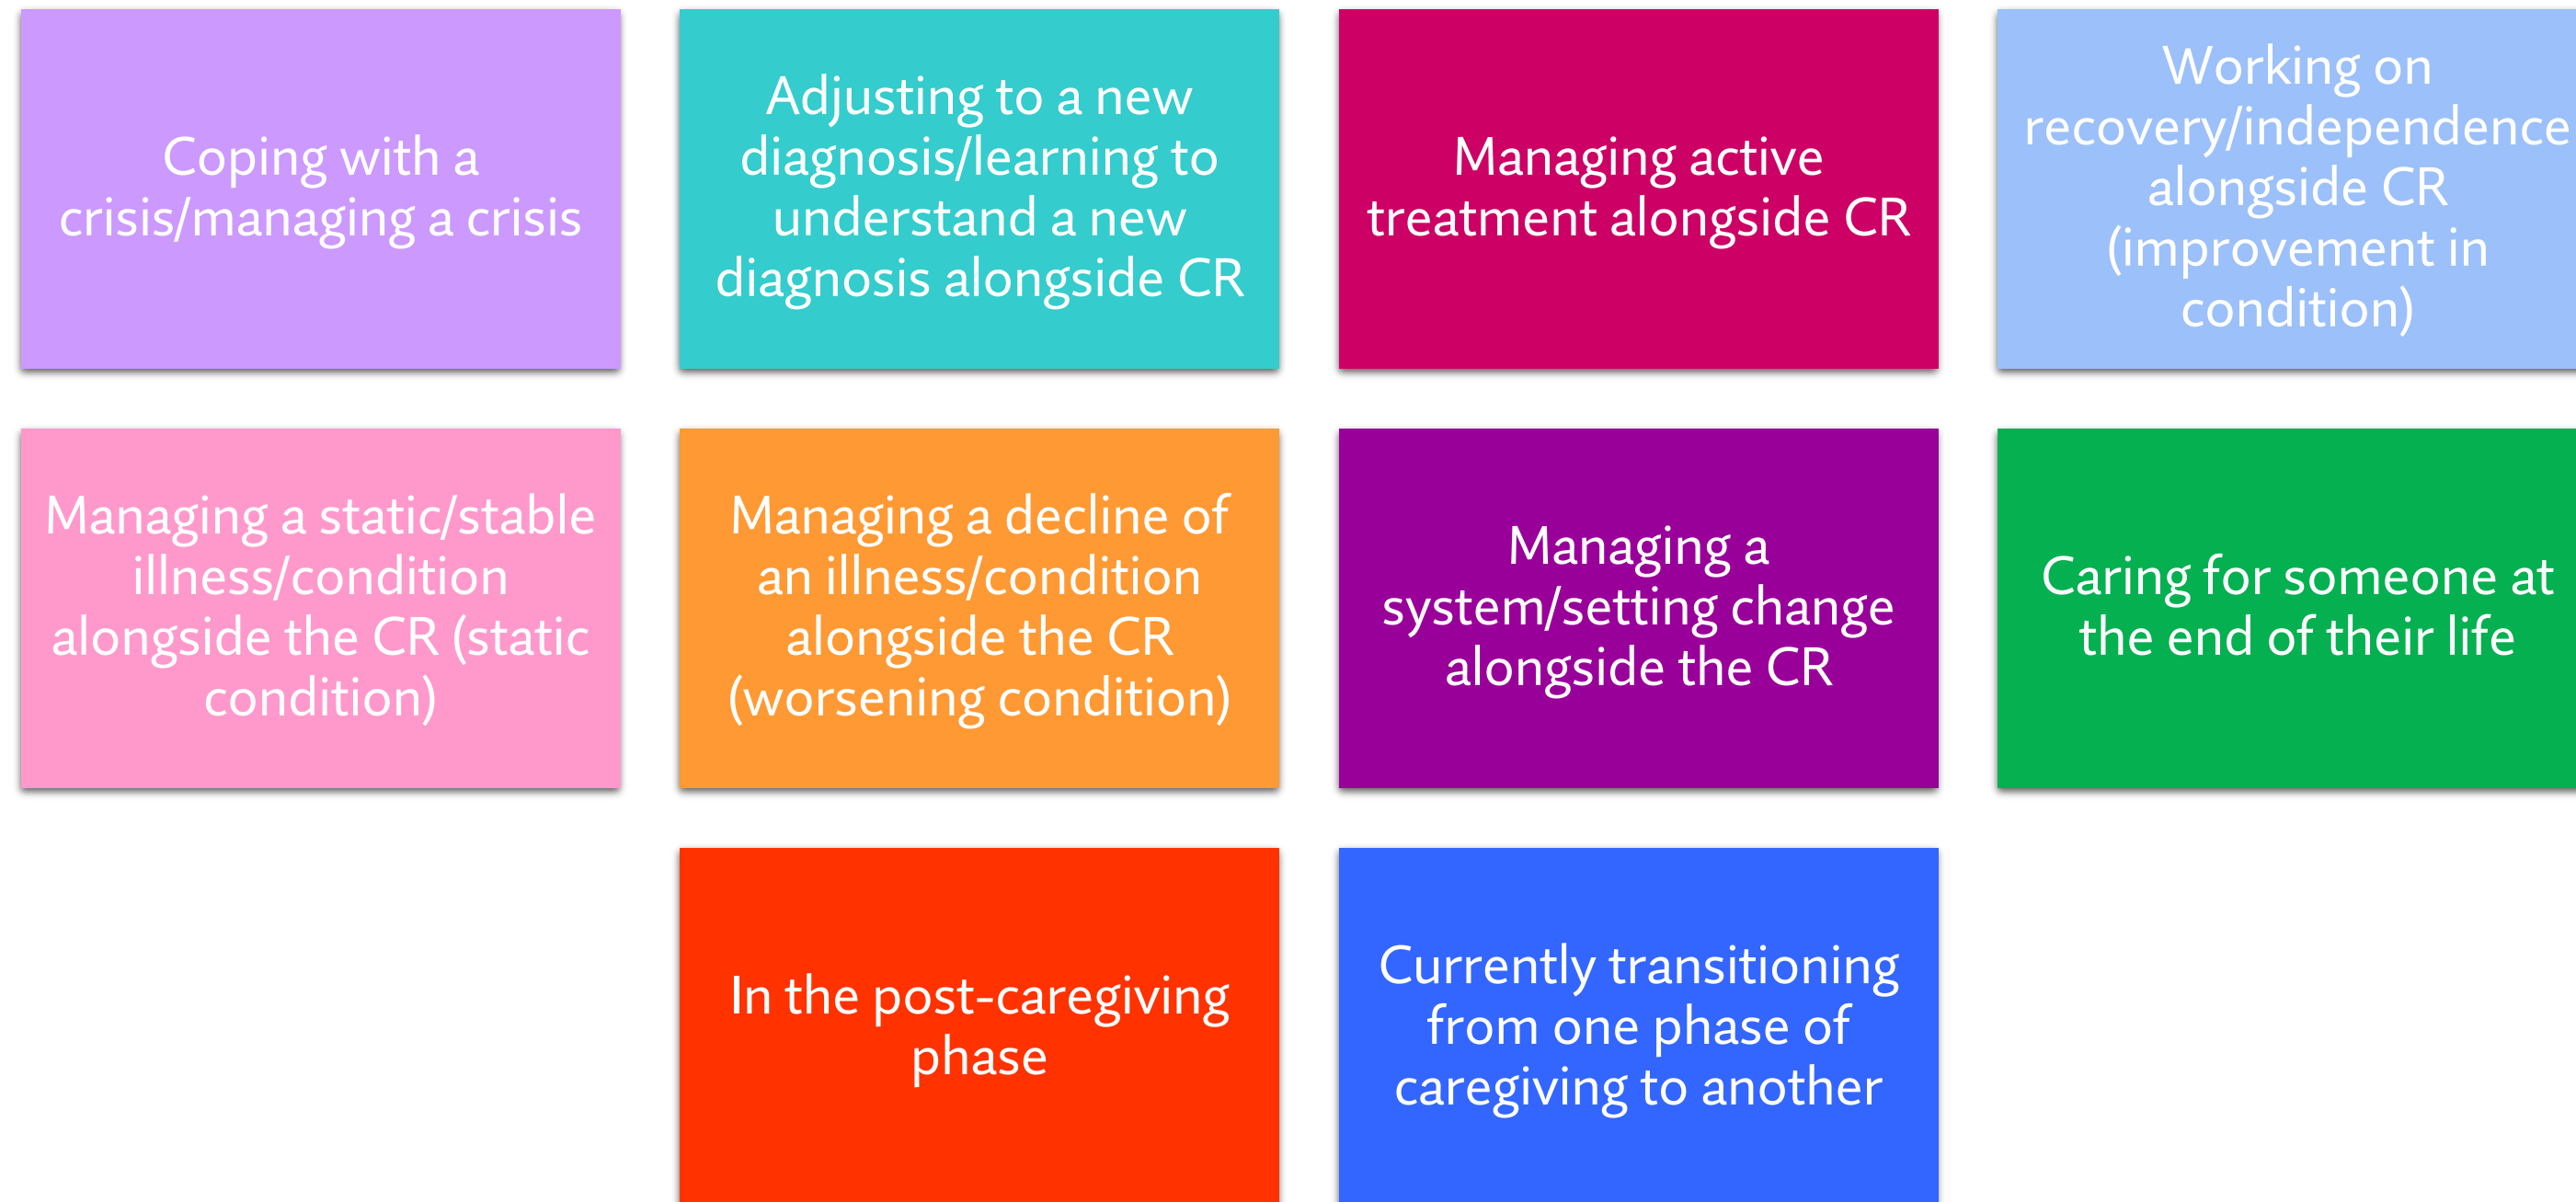 Coping with a
crisis/managing a crisis
Adjusting to a new
diagnosis/learning to
understand a new
diagnosis alongside CR
Managing active
treatment alongside CR
Working on
recovery/independence
alongside CR
(improvement in
condition)
Managing a static/stable
illness/condition
alongside the CR (static
condition)
Managing a decline of
an illness/condition
alongside the CR
(worsening condition)
Managing a
system/setting change
alongside the CR
Caring for someone at
the end of their life
In the post-caregiving
phase
Currently transitioning
from one phase of
caregiving to another